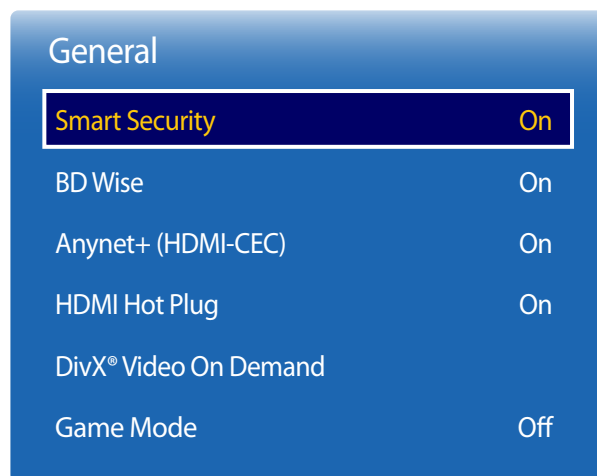 General
Smart Security On
BD Wise On
Anynet+ (HDMI-CEC) On
HDMI Hot Plug On
DivX® Video On Demand
Game Mode Off